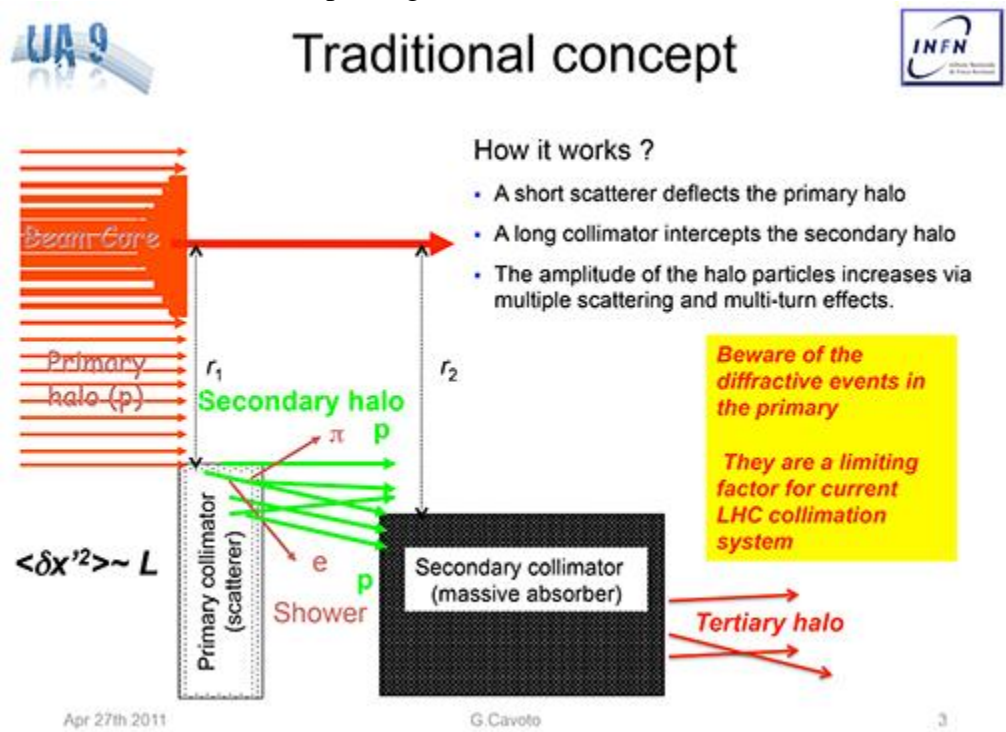 UA 9
Traditional concept
INFN
How it works ?
▪ A short scatterer deflects the primary halo
▪ A long collimator intercepts the secondary halo
▪ The amplitude of the halo particles increases via
multiple scattering and multi-turn effects.
Beam Core
Primary
halo (p)
r1
r2
Secondary halo
π
p
e
p
Shower
<δx'2>~ L
Primary collimator
(scatterer)
Secondary collimator
(massive absorber)
Beware of the
diffractive events in
the primary
They are a limiting
factor for current
LHC collimation
system
Tertiary halo
Apr 27th 2011
G.Cavoto
3